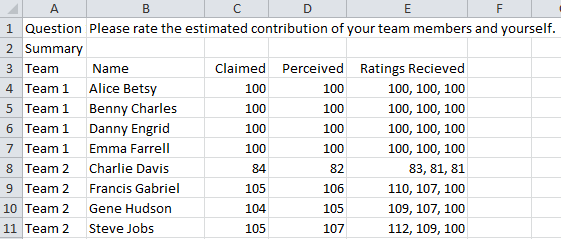 A B C D E F
1 Question Please rate the estimated contribution of your team members and yourself.
2 Summary
3 Team Name Claimed Perceived Ratings Recieved
4 Team 1 Alice Betsy 100 100 100, 100, 100
5 Team 1 Benny Charles 100 100 100, 100, 100
6 Team 1 Danny Engrid 100 100 100, 100, 100
7 Team 1 Emma Farrell 100 100 100, 100, 100
8 Team 2 Charlie Davis 84 82 83, 81, 81
9 Team 2 Francis Gabriel 105 106 110, 107, 100
10 Team 2 Gene Hudson 104 105 109, 107, 100
11 Team 2 Steve Jobs 105 107 112, 109, 100